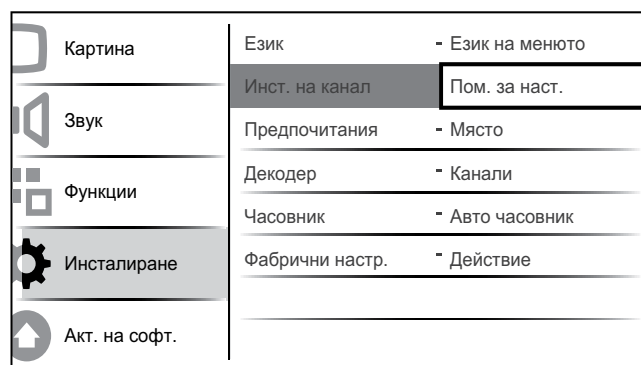 Картина
Звук
Функции
Инсталиране
Акт. на софт.
Език - Език на менюто
Инст. на канал Пом. за наст.
Предпочитания - Място
Декодер - Канали
Часовник - Авто часовник
Фабрични настр. - Действие